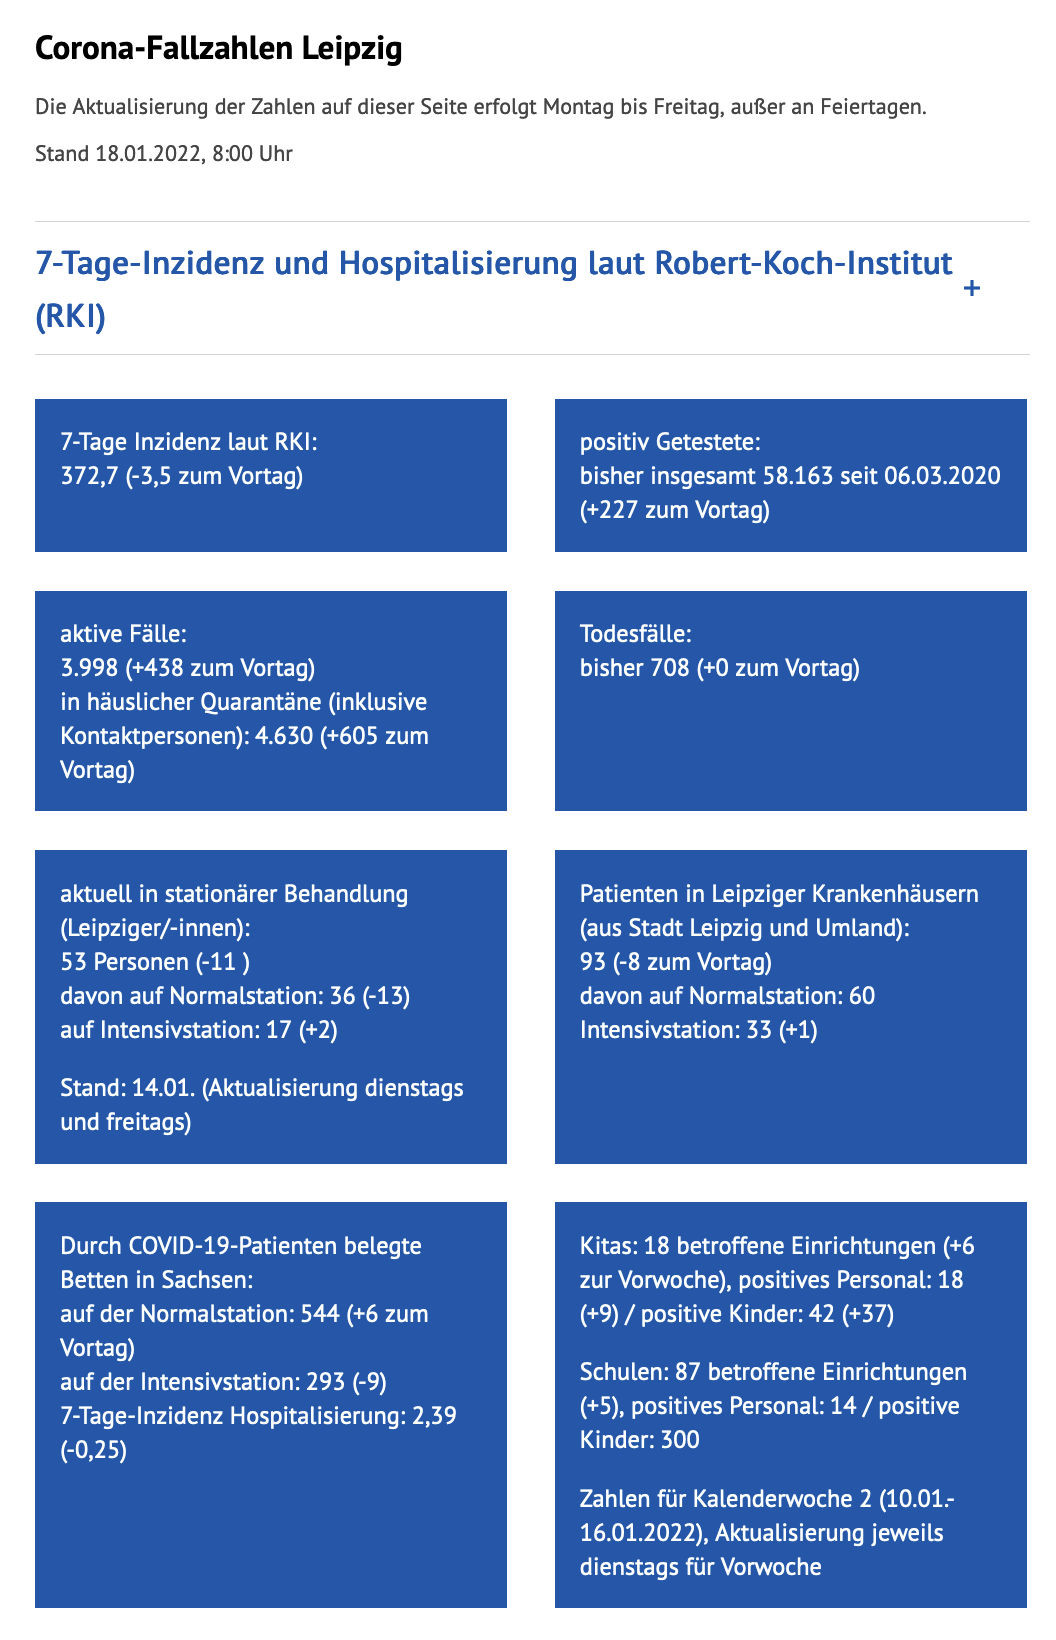 Corona-Fallzahlen Leipzig
Die Aktualisierung der Zahlen auf dieser Seite erfolgt Montag bis Freitag, außer an Feiertagen.
Stand 18.01.2022, 8:00 Uhr
7-Tage-Inzidenz und Hospitalisierung laut Robert-Koch-Institut
(RKI)
+
7-Tage Inzidenz laut RKI:
372,7 (-3,5 zum Vortag)
positiv Getestete:
bisher insgesamt 58.163 seit 06.03.2020
(+227 zum Vortag)
aktive Fälle:
3.998 (+438 zum Vortag)
in häuslicher Quarantäne (inklusive
Kontaktpersonen): 4.630 (+605 zum
Vortag)
Todesfälle:
bisher 708 (+0 zum Vortag)
aktuell in stationärer Behandlung
(Leipziger/-innen):
53 Personen (-11 )
davon auf Normalstation: 36 (-13)
auf Intensivstation: 17 (+2)
Stand: 14.01. (Aktualisierung dienstags
und freitags)
Patienten in Leipziger Krankenhäusern
(aus Stadt Leipzig und Umland):
93 (-8 zum Vortag)
davon auf Normalstation: 60
Intensivstation: 33 (+1)
Durch COVID-19-Patienten belegte
Betten in Sachsen:
auf der Normalstation: 544 (+6 zum
Vortag)
auf der Intensivstation: 293 (-9)
7-Tage-Inzidenz Hospitalisierung: 2,39
(-0,25)
Kitas: 18 betroffene Einrichtungen (+6
zur Vorwoche), positives Personal: 18
(+9) / positive Kinder: 42 (+37)
Schulen: 87 betroffene Einrichtungen
(+5), positives Personal: 14 / positive
Kinder: 300
Zahlen für Kalenderwoche 2 (10.01.-
16.01.2022), Aktualisierung jeweils
dienstags für Vorwoche